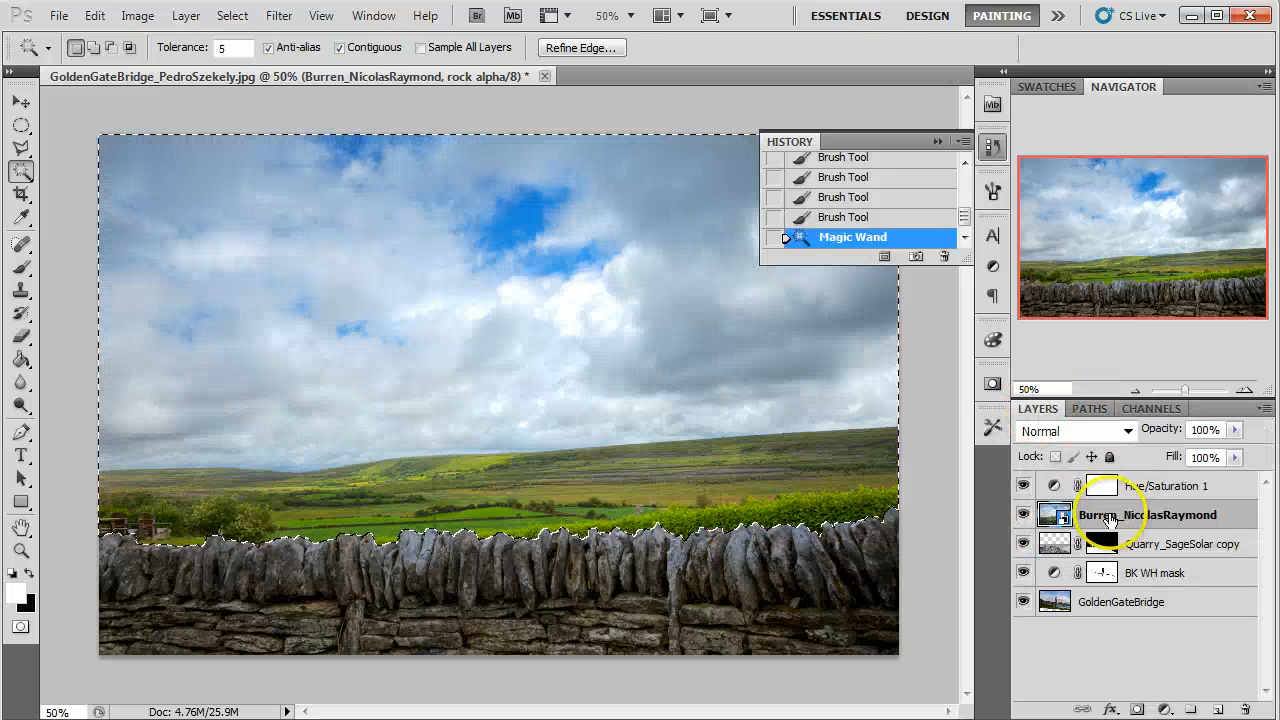 Ps File Edit Image Layer Select Filter View Window Help Br Mb 50% ESSENTIALS DESIGN PAINTING CS Live
Tolerance: 5 Anti-alias Contiguous Sample All Layers Refine Edge...
GoldenGateBridge_PedroSzekely.jpg @ 50% (Burren_NicolasRaymond, rock alpha/8) *
SWATCHES NAVIGATOR
Mb
HISTORY
Brush Tool
Brush Tool
Brush Tool
Brush Tool
Magic Wand
50%
LAYERS PATHS CHANNELS
Normal Opacity: 100%
Lock: Fill: 100%
Hue/Saturation 1
Burren_NicolasRaymond
Quarry_SageSolar copy
BK WH mask
GoldenGateBridge
50% Doc: 4.76M/25.9M